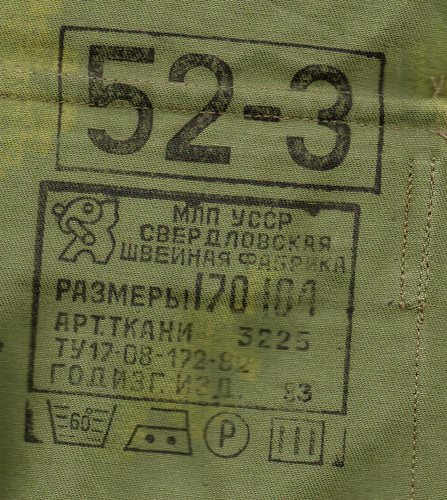 52-3
МЛП УССР
СВЕРДЛОВСКАЯ
ШВЕЙНАЯ ФАБРИКА
РАЗМЕРЫ 170 104
АРТ.ТКАНИ 3225
ТУ17-08-172-82
ГОД.ИЗГ. ИЗД. 83
60° P